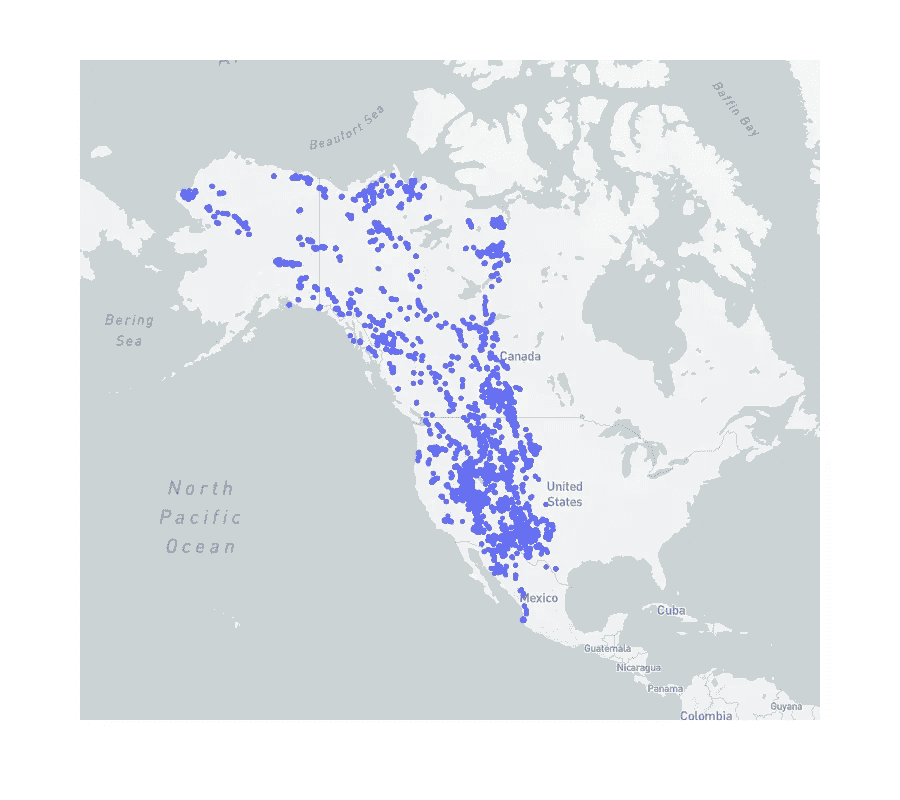 Baffin Bay
Beaufort Sea
Bering
Sea
Canada
North
Pacific
Ocean
United
States
Mexico
Cuba
Guatemala
Nicaragua
Panama
Colombia
Guyana